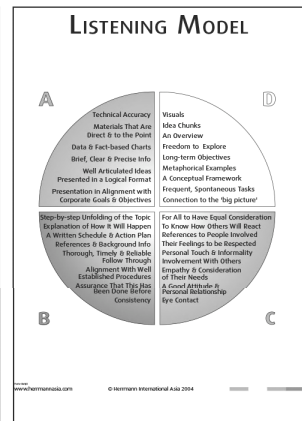 LISTENING MODEL
A
D
Technical Accuracy
Materials That Are
Direct & to the Point
Data & Fact-based Charts
Brief, Clear & Precise Info
Well Articulated Ideas
Presented in a Logical Format
Presentation in Alignment with
Corporate Goals & Objectives
Visuals
Idea Chunks
An Overview
Freedom to Explore
Long-term Objectives
Metaphorical Examples
A Conceptual Framework
Frequent, Spontaneous Tasks
Connection to the 'big picture'
Step-by-step Unfolding of the Topic
Explanation of How It Will Happen
A Written Schedule & Action Plan
References & Background Info
Thorough, Timely & Reliable
Follow Through
Alignment With Well
Established Procedures
Assurance That This Has
Been Done Before
Consistency
For All to Have Equal Consideration
To Know How Others Will React
References to People Involved
Their Feelings to be Respected
Personal Touch & Informality
Involvement With Others
Empathy & Consideration
of Their Needs
A Good Attitude &
Personal Relationship
Eye Contact
B
C
www.herrmannasia.com
© Herrmann International Asia 2004